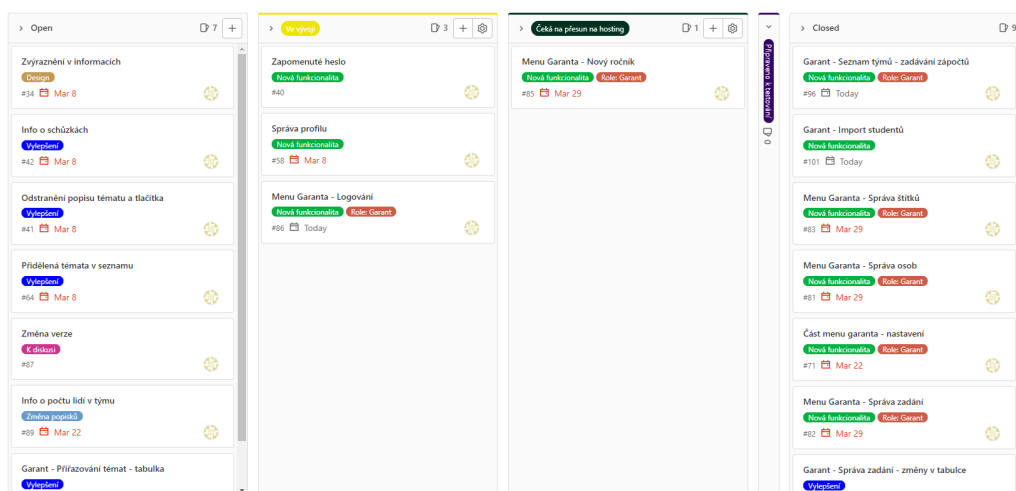 Open 7
Zvýraznění v informacích
Design
#34 Mar 8
Info o schůzkách
Vylepšení
#42 Mar 8
Odstranění popisu tématu a tlačítka
Vylepšení
#41 Mar 8
Přidělená témata v seznamu
Vylepšení
#64 Mar 8
Změna verze
K diskusi
#87
Info o počtu lidí v týmu
Změna popisků
#89 Mar 22
Garant - Přiřazování témat - tabulka
Vylepšení
Ve vývoji 3
Zapomenuté heslo
Nová funkcionalita
#40
Správa profilu
Nová funkcionalita
#58 Mar 8
Menu Garanta - Logování
Nová funkcionalita Role: Garant
#86 Today
Čeká na přesun na hosting 1
Menu Garanta - Nový ročník
Nová funkcionalita Role: Garant
#85 Mar 29
Připraveno k testování
0
Closed 9
Garant - Seznam týmů - zadávání zápočtů
Nová funkcionalita Role: Garant
#96 Today
Garant - Import studentů
Nová funkcionalita
#101 Today
Menu Garanta - Správa štítků
Nová funkcionalita Role: Garant
#83 Mar 29
Menu Garanta - Správa osob
Nová funkcionalita Role: Garant
#81 Mar 29
Část menu garanta - nastavení
Nová funkcionalita Role: Garant
#71 Mar 22
Menu Garanta - Správa zadání
Nová funkcionalita Role: Garant
#82 Mar 29
Garant - Správa zadání - změny v tabulce
Vylepšení